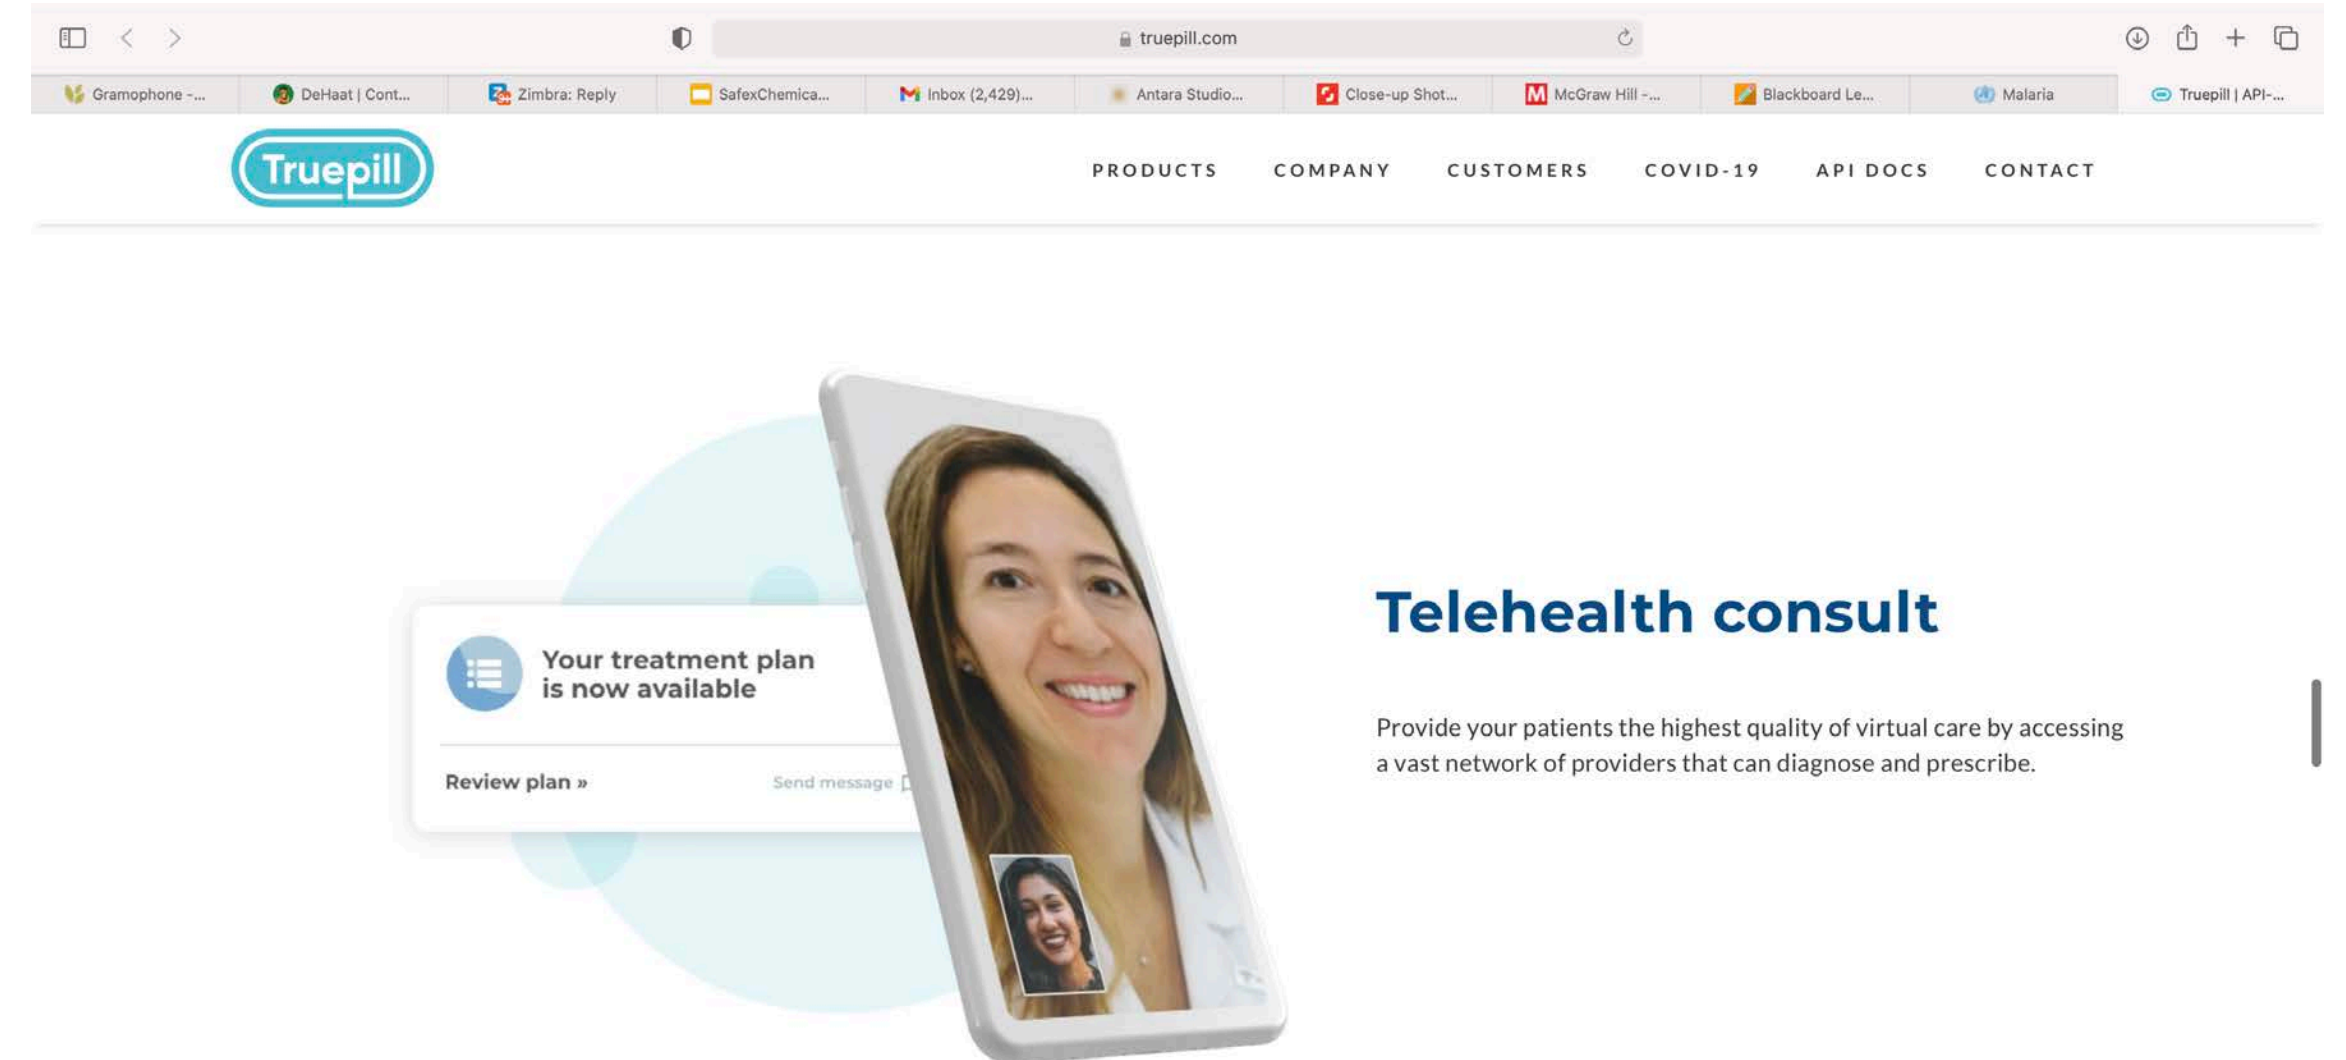 truepill.com
Gramophone -...
DeHaat | Cont...
Zimbra: Reply
SafexChemica...
Inbox (2,429)...
Antara Studio...
Close-up Shot...
McGraw Hill -...
Blackboard Le...
Malaria
Truepill | API-...
Truepill
PRODUCTS
COMPANY
CUSTOMERS
COVID-19
API DOCS
CONTACT
Your treatment plan
is now available
Review plan »
Send message
Telehealth consult
Provide your patients the highest quality of virtual care by accessing
a vast network of providers that can diagnose and prescribe.